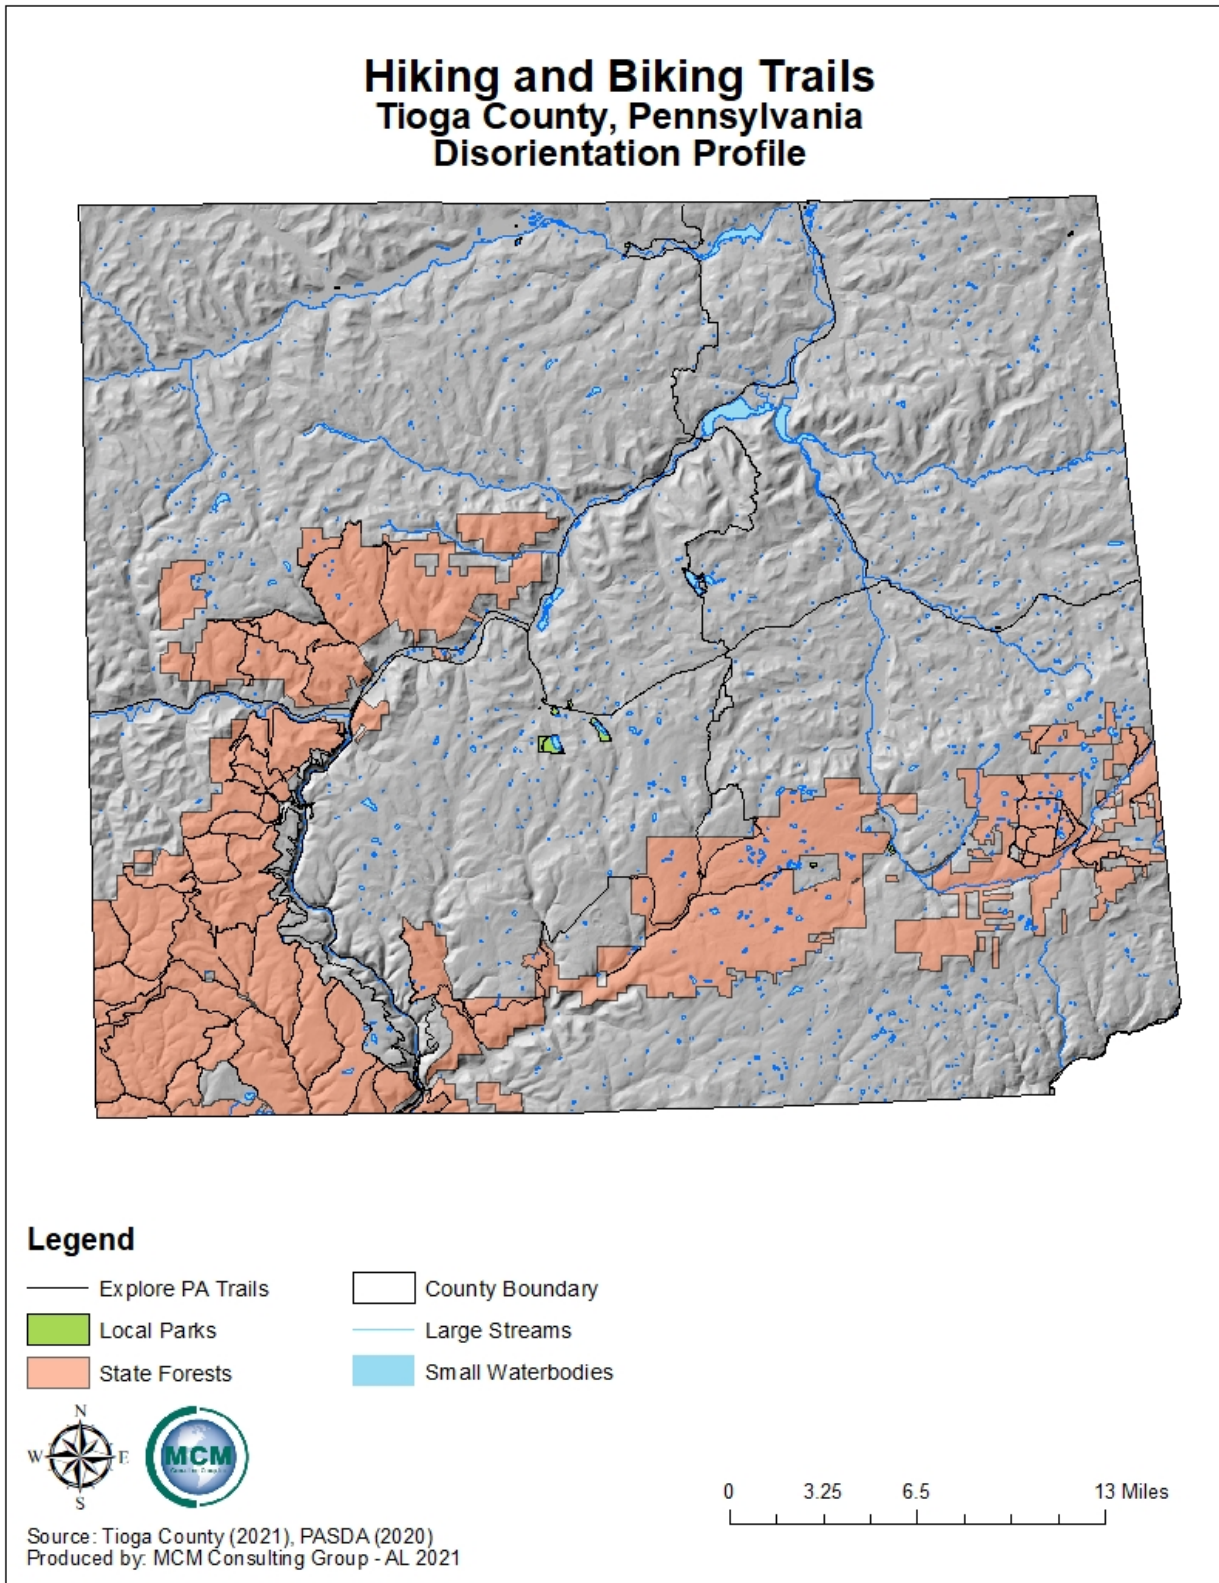 Hiking and Biking Trails
Tioga County, Pennsylvania
Disorientation Profile
Legend
Explore PA Trails
County Boundary
Local Parks
Large Streams
State Forests
Small Waterbodies
N
W E
S
MCM
0 3.25 6.5 13 Miles
Source: Tioga County (2021), PASDA (2020)
Produced by: MCM Consulting Group - AL 2021